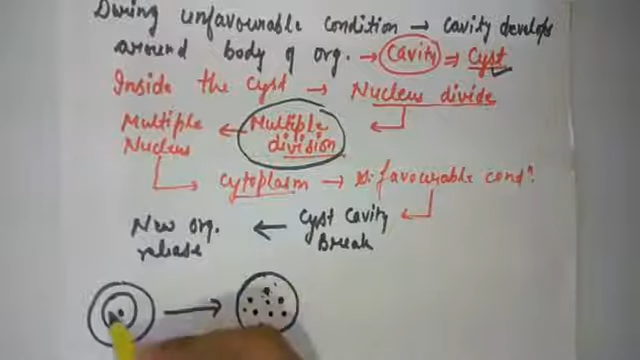 During unfavourable condition → cavity develops
around body of org. → Cavity ⇒ Cyst
Inside the Cyst → Nucleus divide
Multiple Nucleus ← Multiple division
Cytoplasm → favourable cond?
New org. release ← Cyst Cavity Break